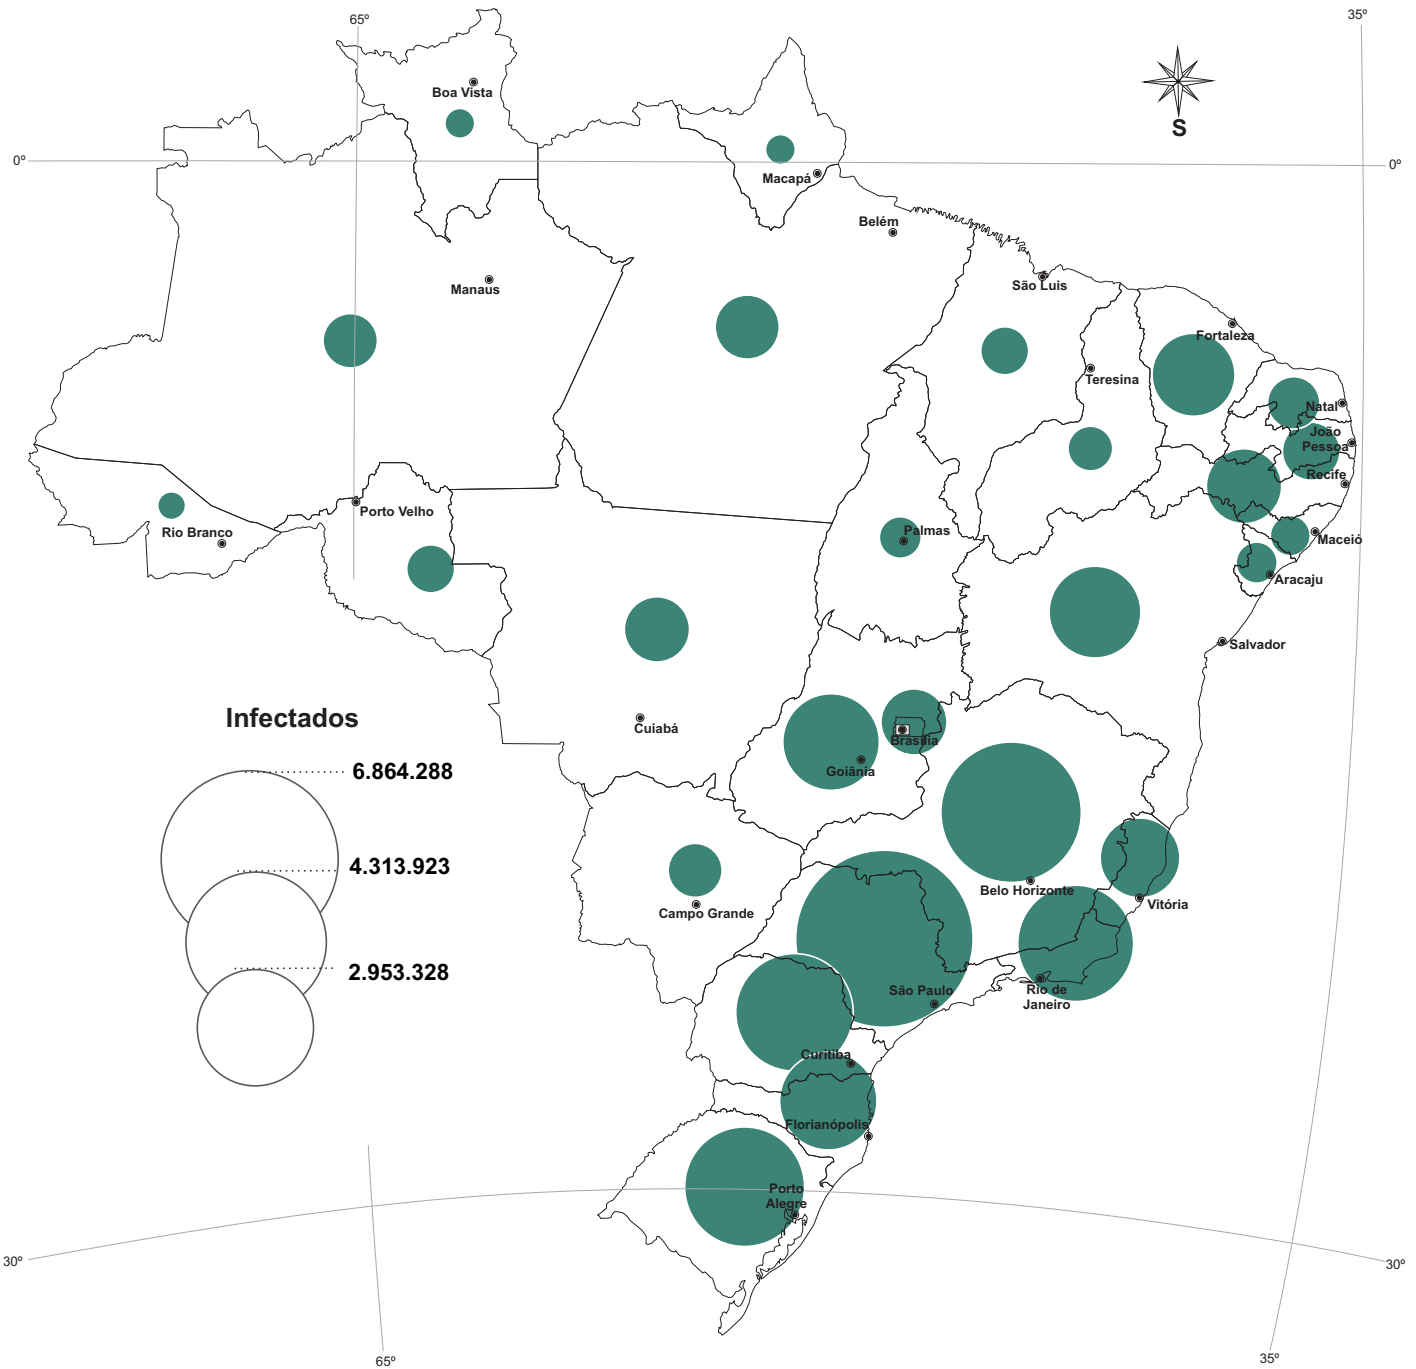 65º
35º
Boa Vista
S
0º
0º
Macapá
Belém
Manaus
São Luis
Fortaleza
Teresina
Natal
João
Pessoa
Recife
Porto Velho
Rio Branco
Palmas
Maceió
Aracaju
Salvador
Infectados
Cuiabá
Brasília
Goiânia
6.864.288
4.313.923
Belo Horizonte
Vitória
Campo Grande
2.953.328
São Paulo
Rio de
Janeiro
Curitiba
Florianópolis
Porto
Alegre
30º
30º
65º
35º